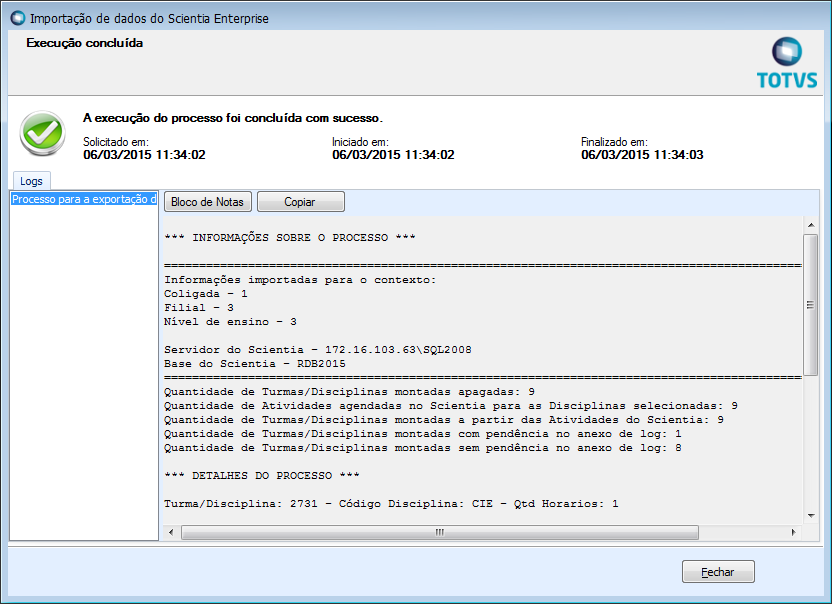 Importação de dados do Scientia Enterprise
Execução concluída
TOTVS
A execução do processo foi concluída com sucesso.
Solicitado em: Iniciado em: Finalizado em:
06/03/2015 11:34:02 06/03/2015 11:34:02 06/03/2015 11:34:03
Logs
Processo para a exportação d
Bloco de Notas Copiar
*** INFORMAÇÕES SOBRE O PROCESSO ***
Informações importadas para o contexto:
Coligada - 1
Filial - 3
Nível de ensino - 3
Servidor do Scientia - 172.16.103.63\SQL2008
Base do Scientia - RDB2015
Quantidade de Turmas/Disciplinas montadas apagadas: 9
Quantidade de Atividades agendadas no Scientia para as Disciplinas selecionadas: 9
Quantidade de Turmas/Disciplinas montadas a partir das Atividades do Scientia: 9
Quantidade de Turmas/Disciplinas montadas com pendência no anexo de log: 1
Quantidade de Turmas/Disciplinas montadas sem pendência no anexo de log: 8
*** DETALHES DO PROCESSO ***
Turma/Disciplina: 2731 - Código Disciplina: CIE - Qtd Horarios: 1
Fechar